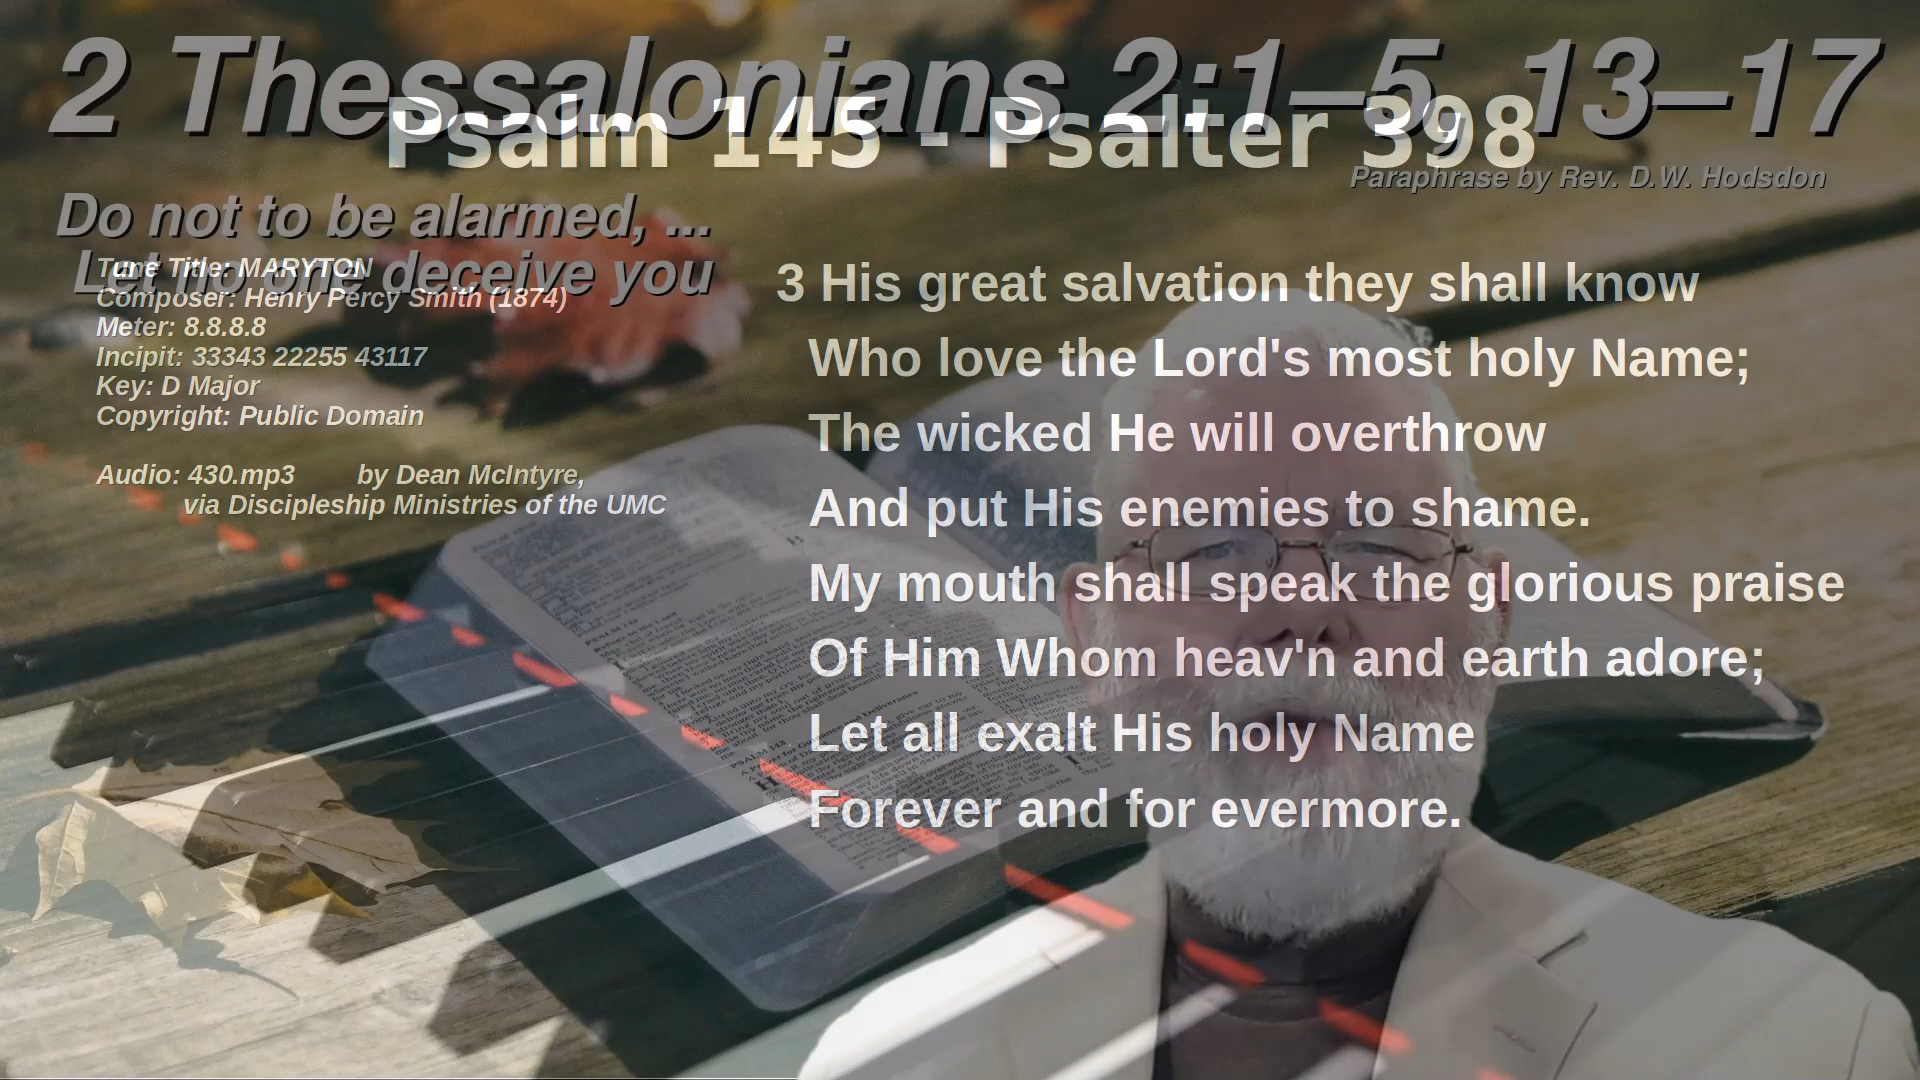 2 Thessalonians 2:1–5, 13–17
Psalm 145 - Psalter 398
Paraphrase by Rev. D.W. Hodsdon
Do not to be alarmed, ...
Let no one deceive you
Tune Title: MARYTON
Composer: Henry Percy Smith (1874)
Meter: 8.8.8.8
Incipit: 33343 22255 43117
Key: D Major
Copyright: Public Domain
Audio: 430.mp3 by Dean McIntyre,
via Discipleship Ministries of the UMC
3 His great salvation they shall know
Who love the Lord's most holy Name;
The wicked He will overthrow
And put His enemies to shame.
My mouth shall speak the glorious praise
Of Him Whom heav'n and earth adore;
Let all exalt His holy Name
Forever and for evermore.